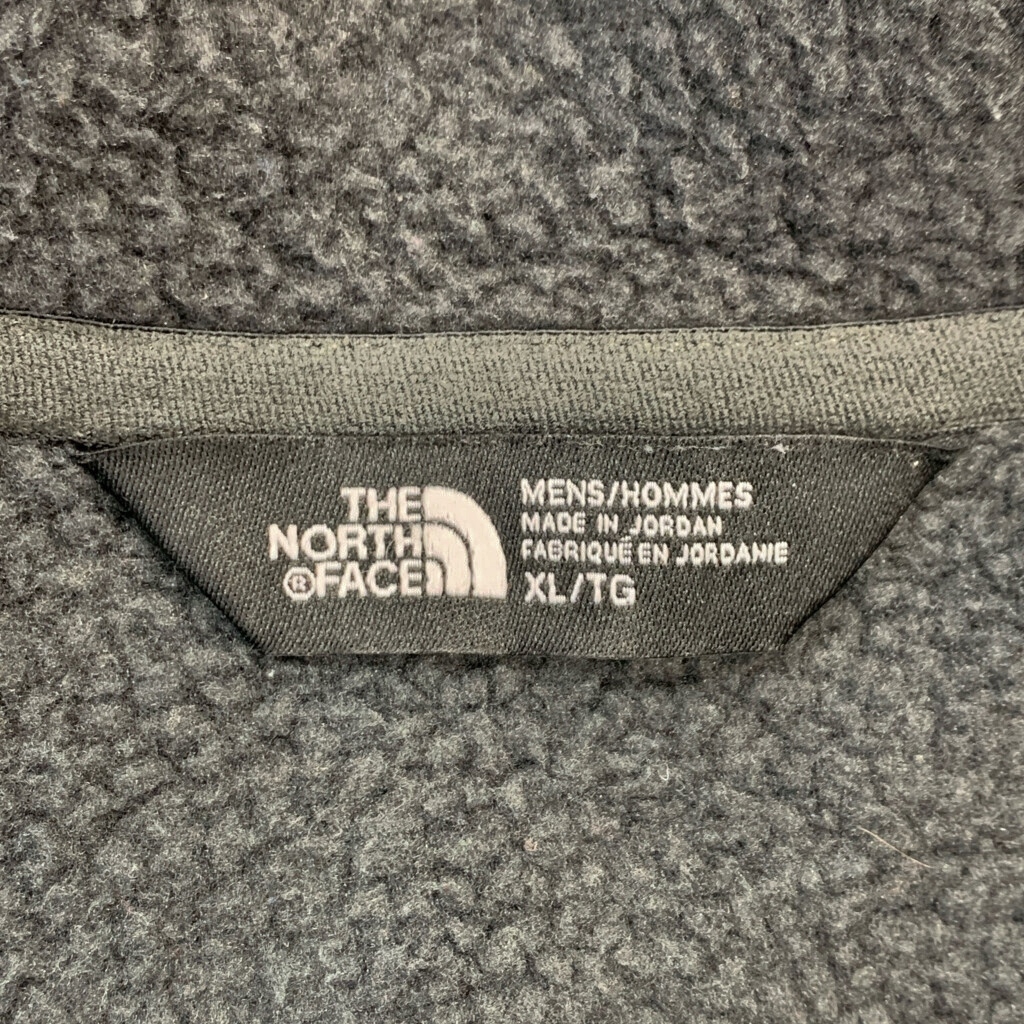 THE
NORTH
®FACE
MENS/HOMMES
MADE IN JORDAN
FABRIQUÉ EN JORDANIE
XL/TG